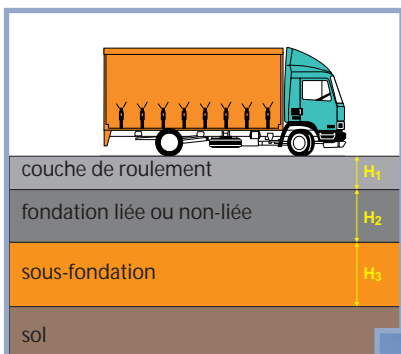 couche de roulement H₁
fondation liée ou non-liée H₂
sous-fondation H₃
sol